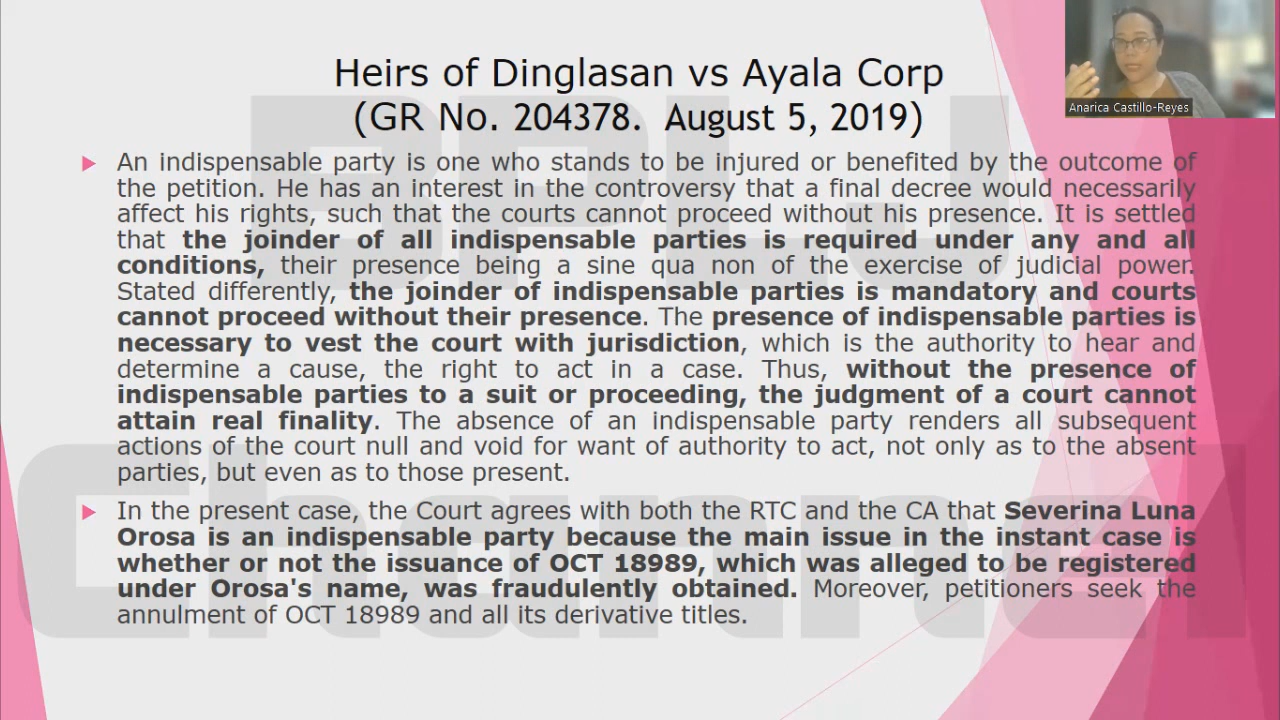 Heirs of Dinglasan vs Ayala Corp
(GR No. 204378. August 5, 2019)
Anarica Castillo-Reyes
An indispensable party is one who stands to be injured or benefited by the outcome of
the petition. He has an interest in the controversy that a final decree would necessarily
affect his rights, such that the courts cannot proceed without his presence. It is settled
that the joinder of all indispensable parties is required under any and all
conditions, their presence being a sine qua non of the exercise of judicial power.
Stated differently, the joinder of indispensable parties is mandatory and courts
cannot proceed without their presence. The presence of indispensable parties is
necessary to vest the court with jurisdiction, which is the authority to hear and
determine a cause, the right to act in a case. Thus, without the presence of
indispensable parties to a suit or proceeding, the judgment of a court cannot
attain real finality. The absence of an indispensable party renders all subsequent
actions of the court null and void for want of authority to act, not only as to the absent
parties, but even as to those present.
In the present case, the Court agrees with both the RTC and the CA that Severina Luna
Orosa is an indispensable party because the main issue in the instant case is
whether or not the issuance of OCT 18989, which was alleged to be registered
under Orosa's name, was fraudulently obtained. Moreover, petitioners seek the
annulment of OCT 18989 and all its derivative titles.
BPLJ
Channel